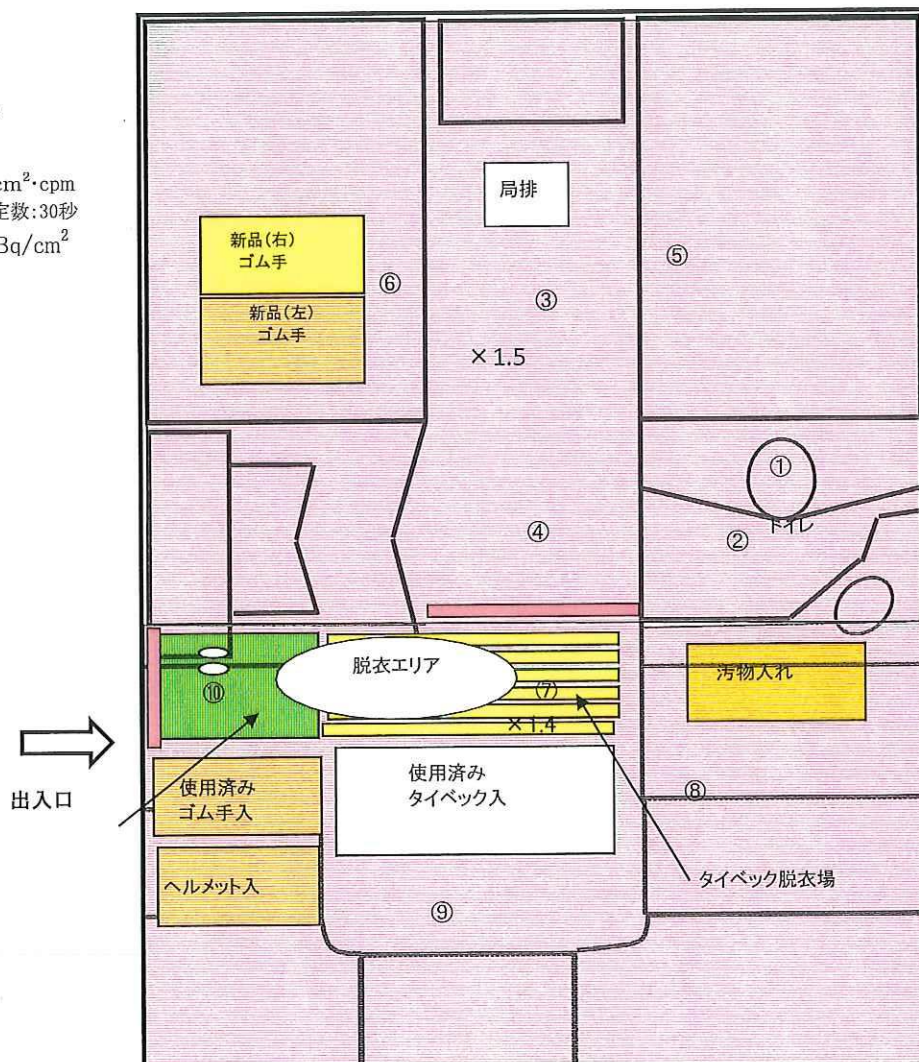 cm²・cpm
定数:30秒
Bq/cm²
局排
新品(右)
ゴム手
新品(左)
ゴム手
⑥
③
⑤
×1.5
①
トイレ
②
④
脱衣エリア
⑩
(7)
×1.4
汚物入れ
出入口
使用済み
ゴム手入
使用済み
タイベック入
⑧
ヘルメット入
タイベック脱衣場
⑨